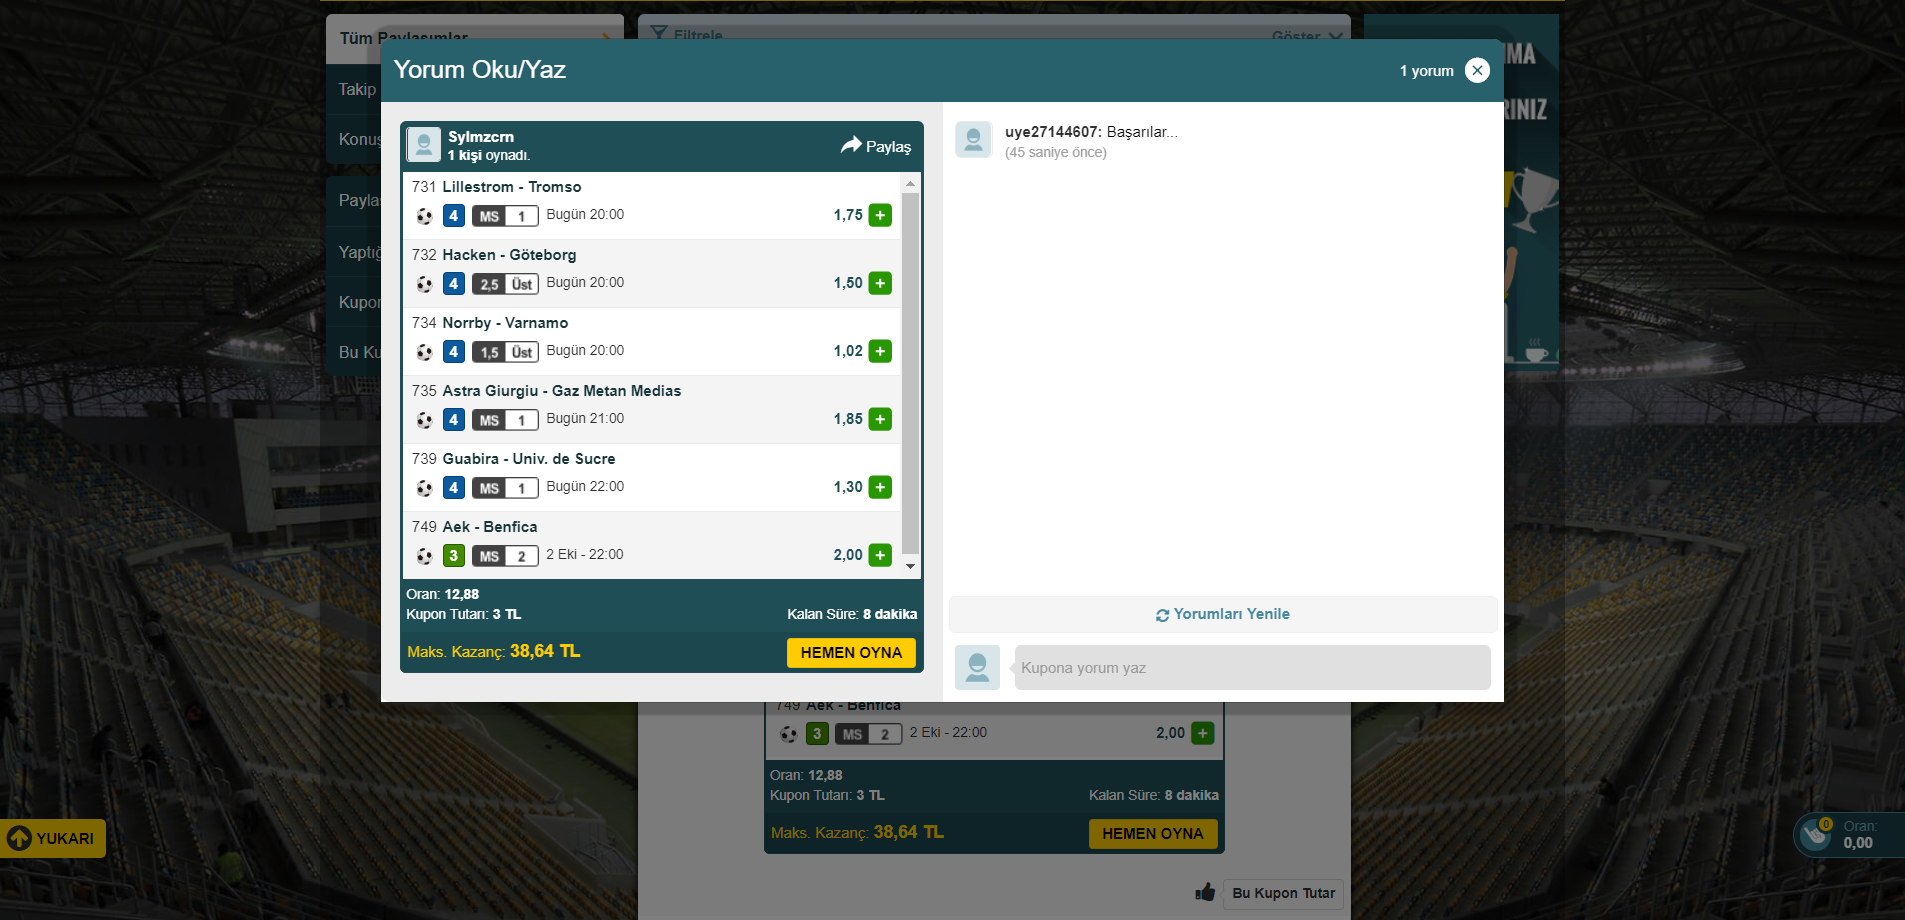 Tüm Paylaşımlar
Filtrele
Göster
Yorum Oku/Yaz
1 yorum
Takip
Konuş
Yaptığ
Kupon
Bu Ku
Sylmzcrn
1 kişi oynadı.
Paylaş
731 Lillestrom - Tromso
4 MS 1 Bugün 20:00 1,75 +
732 Hacken - Göteborg
4 2,5 Üst Bugün 20:00 1,50 +
734 Norrby - Varnamo
4 1,5 Üst Bugün 20:00 1,02 +
735 Astra Giurgiu - Gaz Metan Medias
4 MS 1 Bugün 21:00 1,85 +
739 Guabira - Univ. de Sucre
4 MS 1 Bugün 22:00 1,30 +
749 Aek - Benfica
3 MS 2 2 Eki - 22:00 2,00 +
Oran: 12,88
Kupon Tutarı: 3 TL Kalan Süre: 8 dakika
Maks. Kazanç: 38,64 TL HEMEN OYNA
uye27144607: Başarılar...
(45 saniye önce)
Yorumları Yenile
Kupona yorum yaz
749 Aek - Benfica
3 MS 2 2 Eki - 22:00 2,00 +
Oran: 12,88
Kupon Tutarı: 3 TL Kalan Süre: 8 dakika
Maks. Kazanç: 38,64 TL HEMEN OYNA
Bu Kupon Tutar
YUKARI
0 Oran:
0,00